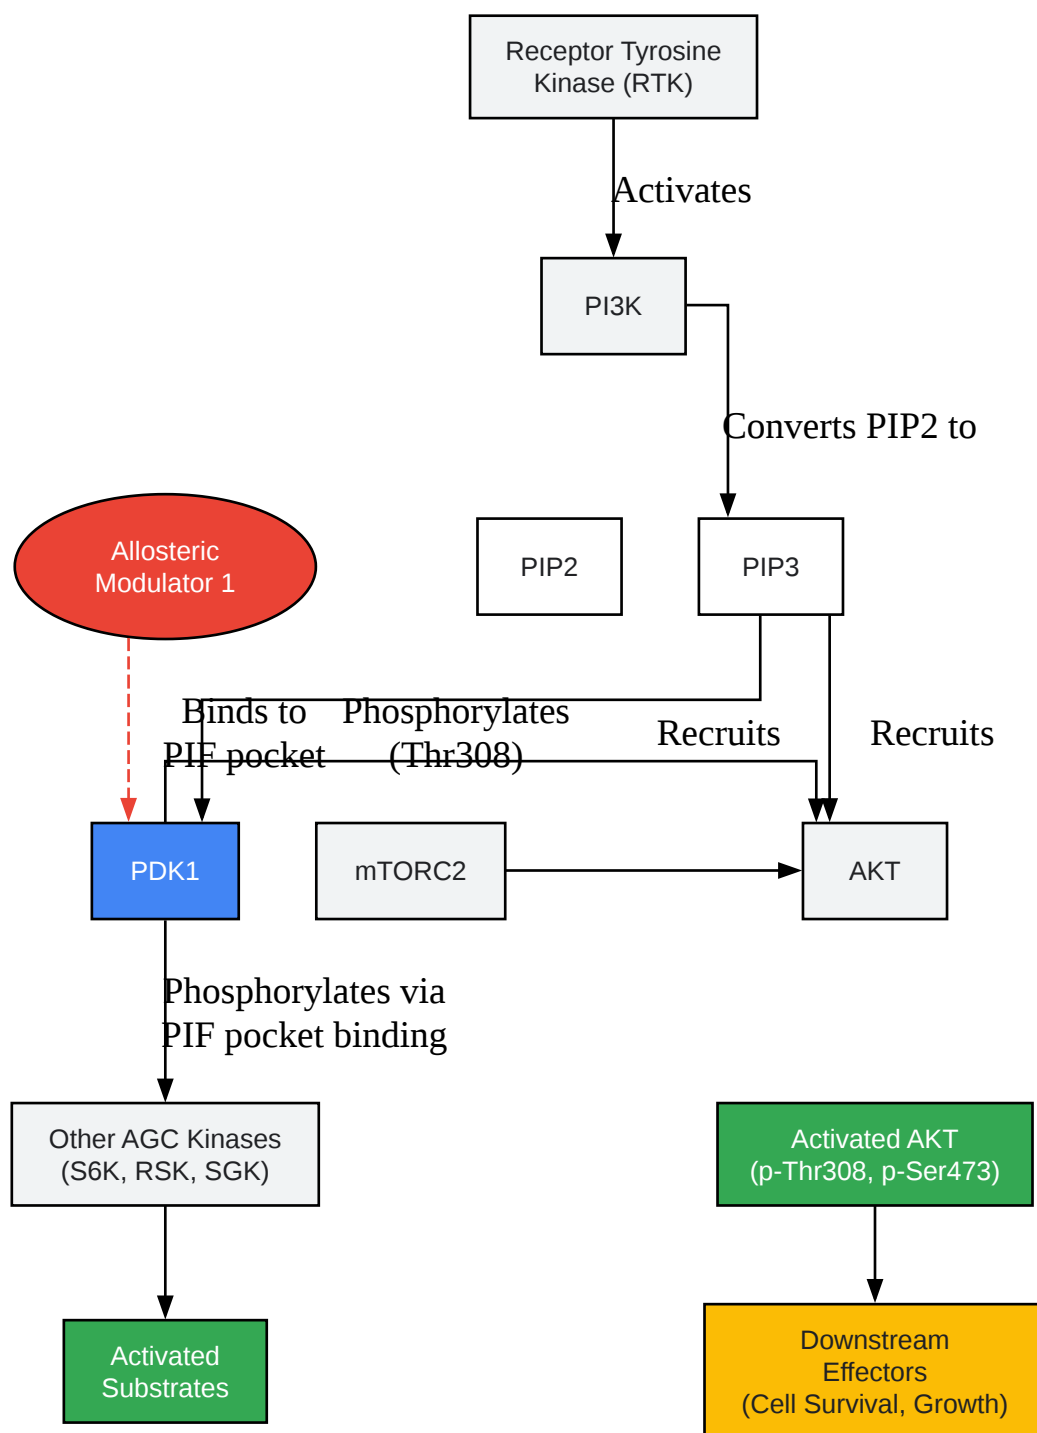 Receptor Tyrosine
Kinase (RTK)
Activates
PI3K
Converts PIP2 to
Allosteric
Modulator 1
PIP2
PIP3
Binds to
PIF pocket
Phosphorylates
(Thr308)
Recruits
Recruits
PDK1
mTORC2
AKT
Phosphorylates via
PIF pocket binding
Other AGC Kinases
(S6K, RSK, SGK)
Activated AKT
(p-Thr308, p-Ser473)
Activated
Substrates
Downstream
Effectors
(Cell Survival, Growth)